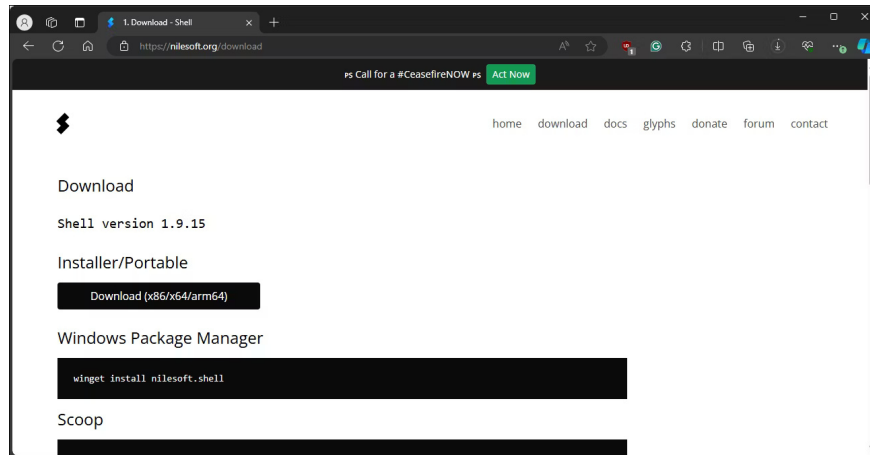 1. Download - Shell
https://nilesoft.org/download
PS Call for a #CeasefireNOW PS Act Now
home download docs glyphs donate forum contact
Download
Shell version 1.9.15
Installer/Portable
Download (x86/x64/arm64)
Windows Package Manager
winget install nilesoft.shell
Scoop